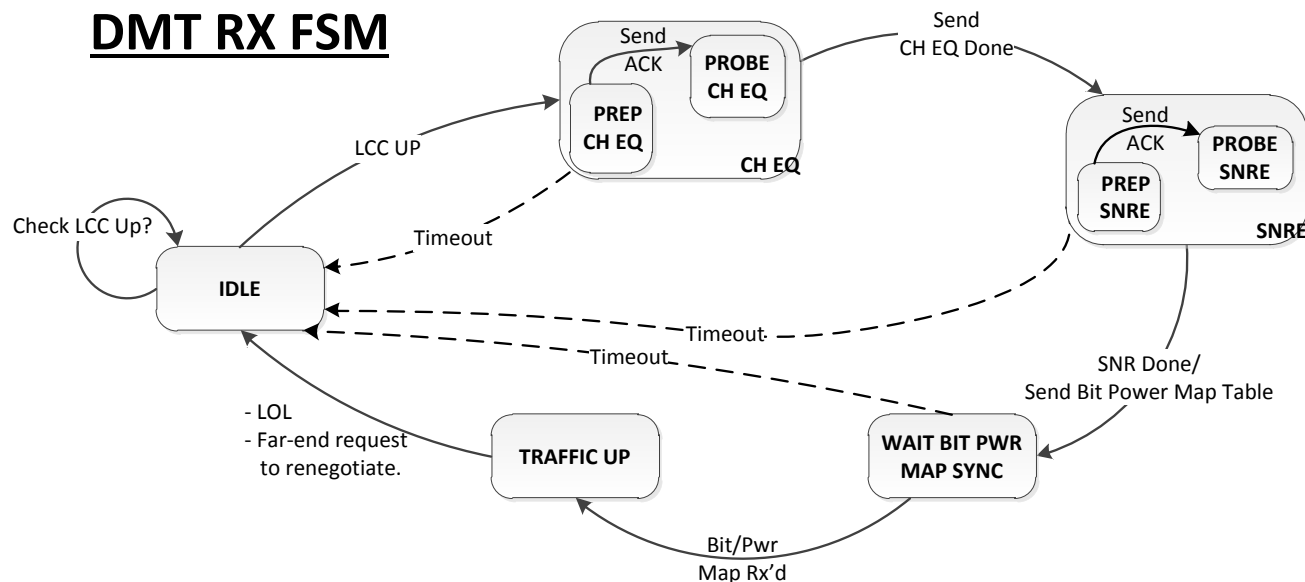 DMT RX FSM
Send
ACK
PROBE
CH EQ
PREP
CH EQ
CH EQ
Send
CH EQ Done
Send
ACK
PROBE
SNRE
PREP
SNRE
SNRE
LCC UP
Check LCC Up?
Timeout
IDLE
Timeout
Timeout
SNR Done/
Send Bit Power Map Table
- LOL
- Far-end request
to renegotiate.
TRAFFIC UP
WAIT BIT PWR
MAP SYNC
Bit/Pwr
Map Rx’d